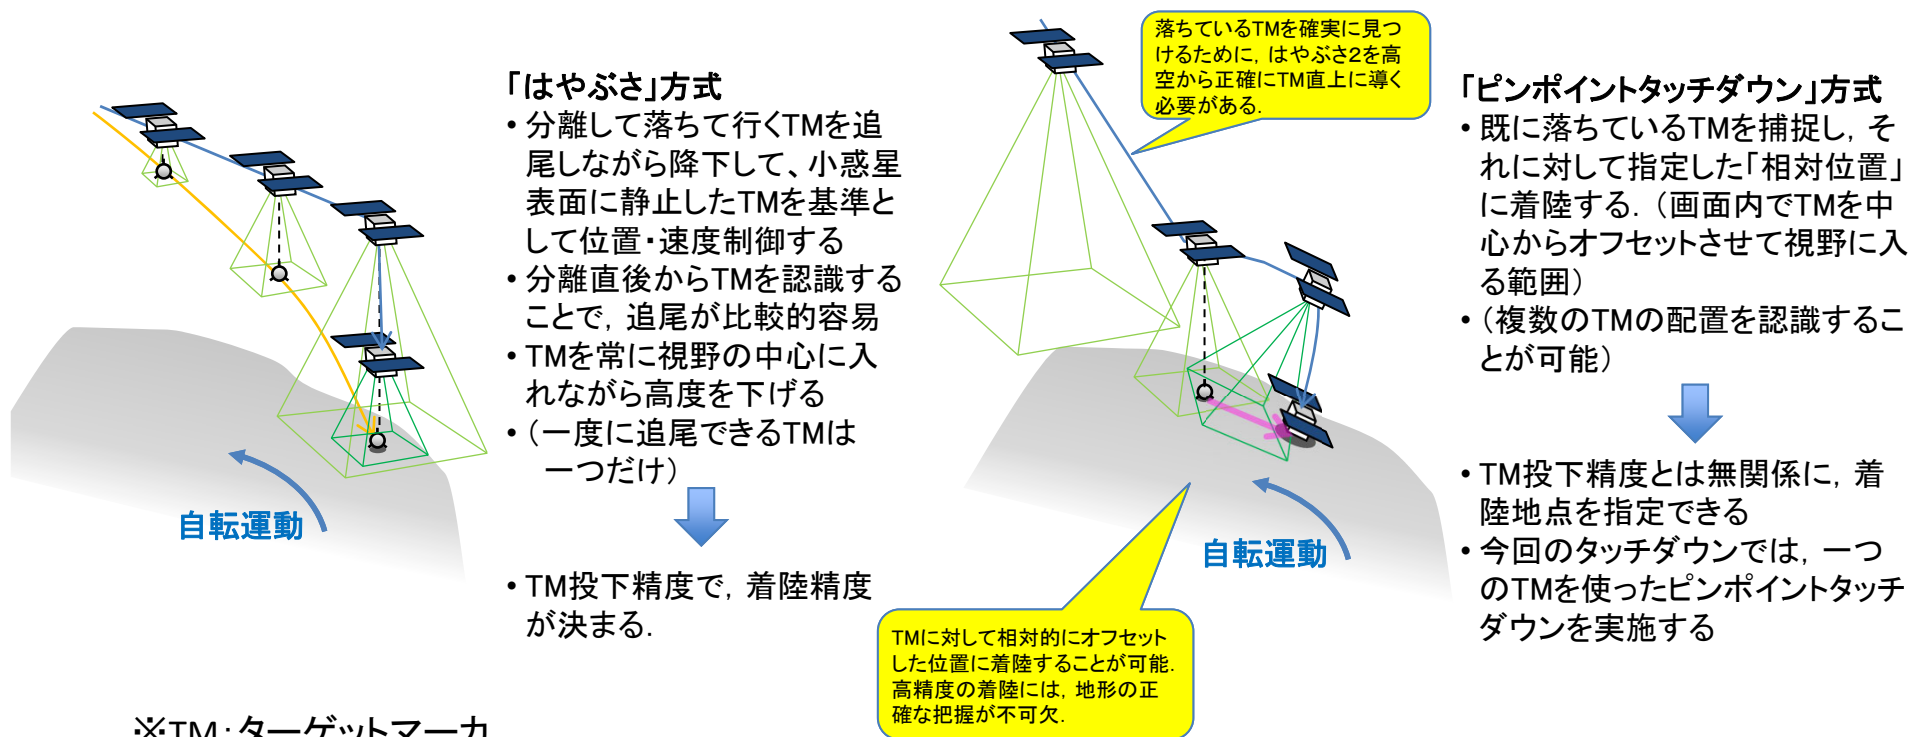 「はやぶさ」方式
• 分離して落ちて行くTMを追
尾しながら降下して、小惑星
表面に静止したTMを基準と
して位置・速度制御する
• 分離直後からTMを認識する
ことで，追尾が比較的容易
• TMを常に視野の中心に入
れながら高度を下げる
• （一度に追尾できるTMは
一つだけ）
• TM投下精度で，着陸精度
が決まる．
自転運動
※TM：ターゲットマーカ
落ちているTMを確実に見つ
けるために，はやぶさ2を高
空から正確にTM直上に導く
必要がある．
自転運動
TMに対して相対的にオフセット
した位置に着陸することが可能．
高精度の着陸には，地形の正
確な把握が不可欠．
「ピンポイントタッチダウン」方式
• 既に落ちているTMを捕捉し，そ
れに対して指定した「相対位置」
に着陸する．（画面内でTMを中
心からオフセットさせて視野に入
る範囲）
• （複数のTMの配置を認識するこ
とが可能）
• TM投下精度とは無関係に，着
陸地点を指定できる
• 今回のタッチダウンでは，一つ
のTMを使ったピンポイントタッチ
ダウンを実施する